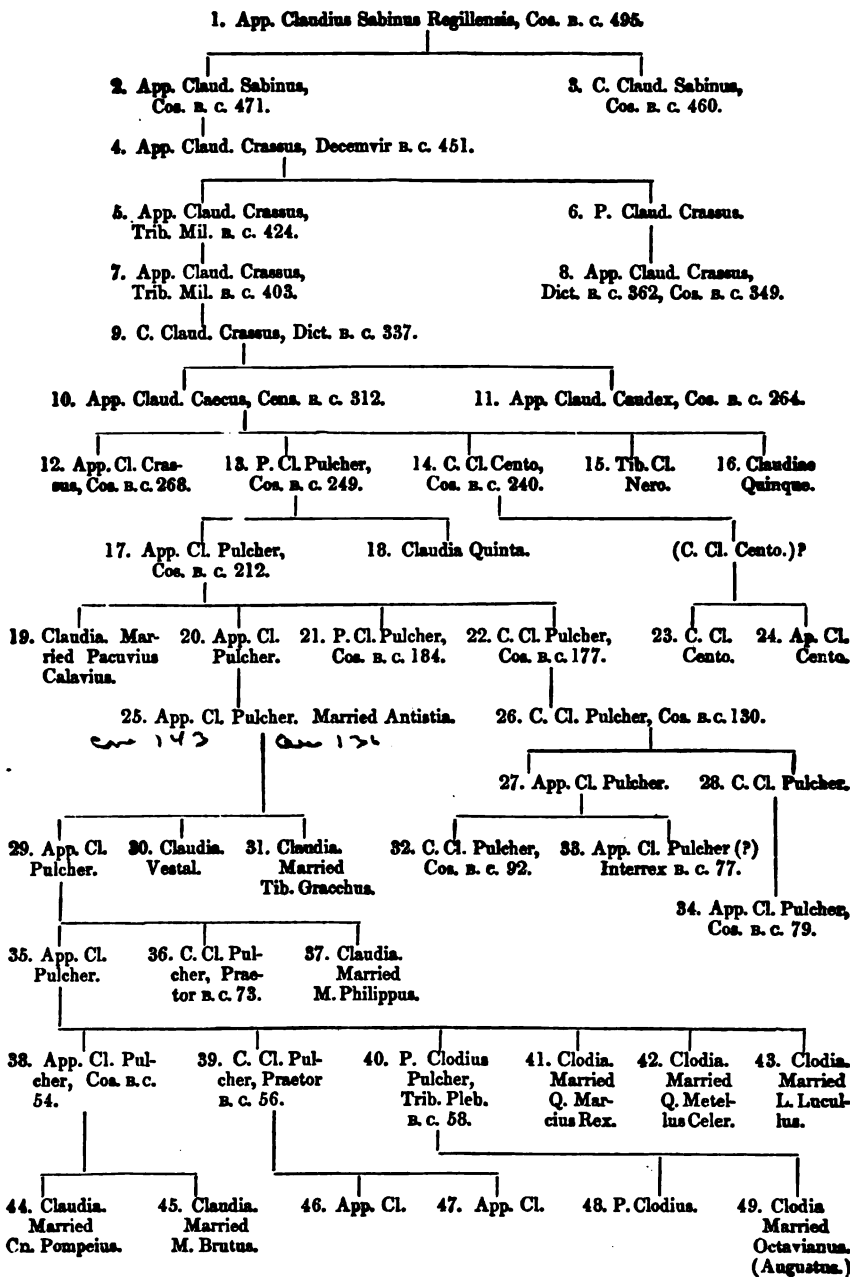 1. App. Claudius Sabinus Regillensis, Cos. B. C. 495.
2. App. Claud. Sabinus,
Cos. B. C. 471.
3. C. Claud. Sabinus,
Cos. B. C. 460.
4. App. Claud. Crassus, Decemvir B. C. 451.
5. App. Claud. Crassus,
Trib. Mil. B. C. 424.
6. P. Claud. Crassus.
7. App. Claud. Crassus,
Trib. Mil. B. C. 403.
8. App. Claud. Crassus,
Dict. B. C. 362, Cos. B. C. 349.
9. C. Claud. Crassus, Dict. B. C. 337.
10. App. Claud. Caecus, Cens. B. C. 312.
11. App. Claud. Caudex, Cos. B. C. 264.
12. App. Cl. Cras-
sus, Cos. B. C. 268.
13. P. Cl. Pulcher,
Cos. B. C. 249.
14. C. Cl. Cento,
Cos. B. C. 240.
15. Tib. Cl.
Nero.
16. Claudiae
Quinque.
17. App. Cl. Pulcher,
Cos. B. C. 212.
18. Claudia Quinta.
(C. Cl. Cento.)?
19. Claudia. Mar-
ried Pacuvius
Calavius.
20. App. Cl.
Pulcher.
21. P. Cl. Pulcher,
Cos. B. C. 184.
22. C. Cl. Pulcher,
Cos. B. C. 177.
23. C. Cl.
Cento.
24. Ap. Cl.
Cento.
25. App. Cl. Pulcher. Married Antistia.
143 136
26. C. Cl. Pulcher, Cos. B. C. 130.
27. App. Cl. Pulcher.
28. C. Cl. Pulcher.
29. App. Cl.
Pulcher.
30. Claudia.
Vestal.
31. Claudia.
Married
Tib. Gracchus.
32. C. Cl. Pulcher,
Cos. B. C. 92.
33. App. Cl. Pulcher (?)
Interrex B. C. 77.
34. App. Cl. Pulcher,
Cos. B. C. 79.
35. App. Cl.
Pulcher.
36. C. Cl. Pul-
cher, Prae-
tor B. C. 73.
37. Claudia.
Married
M. Philippus.
38. App. Cl. Pul-
cher, Cos. B. C.
54.
39. C. Cl. Pul-
cher, Praetor
B. C. 56.
40. P. Clodius
Pulcher,
Trib. Pleb.
B. C. 58.
41. Clodia.
Married
Q. Mar-
cius Rex.
42. Clodia.
Married
Q. Metel-
lus Celer.
43. Clodia.
Married
L. Lucul-
lus.
44. Claudia.
Married
Cn. Pompeius.
45. Claudia.
Married
M. Brutus.
46. App. Cl.
47. App. Cl.
48. P. Clodius.
49. Clodia
Married
Octavianus.
(Augustus.)